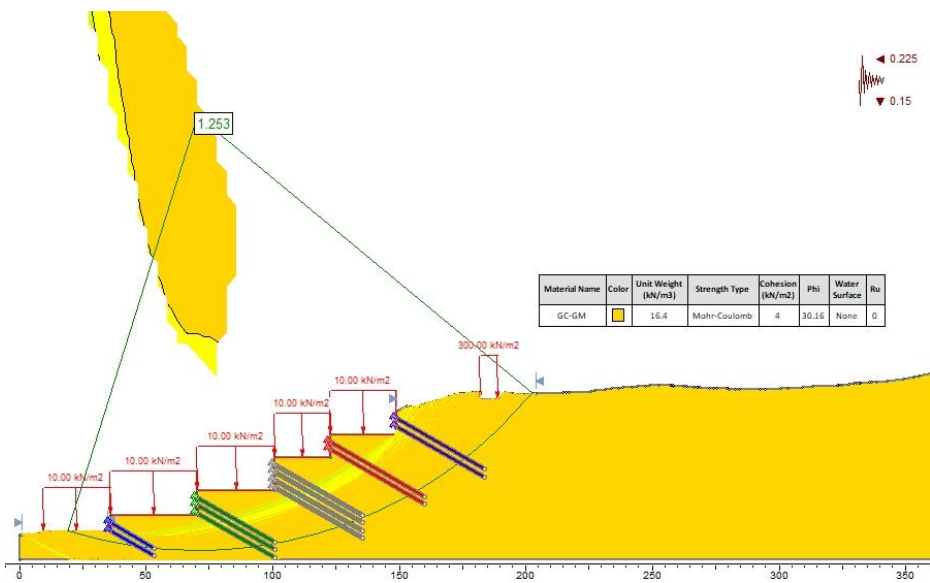 0.225
0.15
1.253
Material Name Color Unit Weight (kN/m3) Strength Type Cohesion (kN/m2) Phi Water Surface Ru
GC-GM 16.4 Mohr-Coulomb 4 30.16 None 0
300.00 kN/m2
10.00 kN/m2
10.00 kN/m2
10.00 kN/m2
10.00 kN/m2
10.00 kN/m2
10.00 kN/m2
0 50 100 150 200 250 300 350